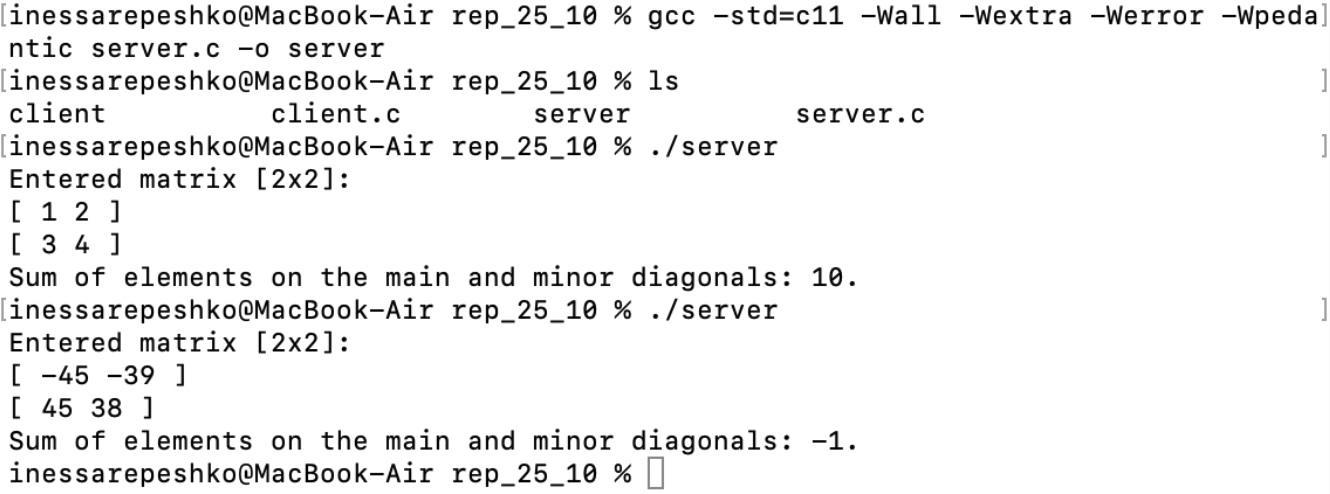 [inessarepeshko@MacBook-Air rep_25_10 % gcc -std=c11 -Wall -Wextra -Werror -Wpeda]
ntic server.c -o server
[inessarepeshko@MacBook-Air rep_25_10 % ls ]
client client.c server server.c
[inessarepeshko@MacBook-Air rep_25_10 % ./server ]
Entered matrix [2x2]:
[ 1 2 ]
[ 3 4 ]
Sum of elements on the main and minor diagonals: 10.
[inessarepeshko@MacBook-Air rep_25_10 % ./server ]
Entered matrix [2x2]:
[ -45 -39 ]
[ 45 38 ]
Sum of elements on the main and minor diagonals: -1.
inessarepeshko@MacBook-Air rep_25_10 %